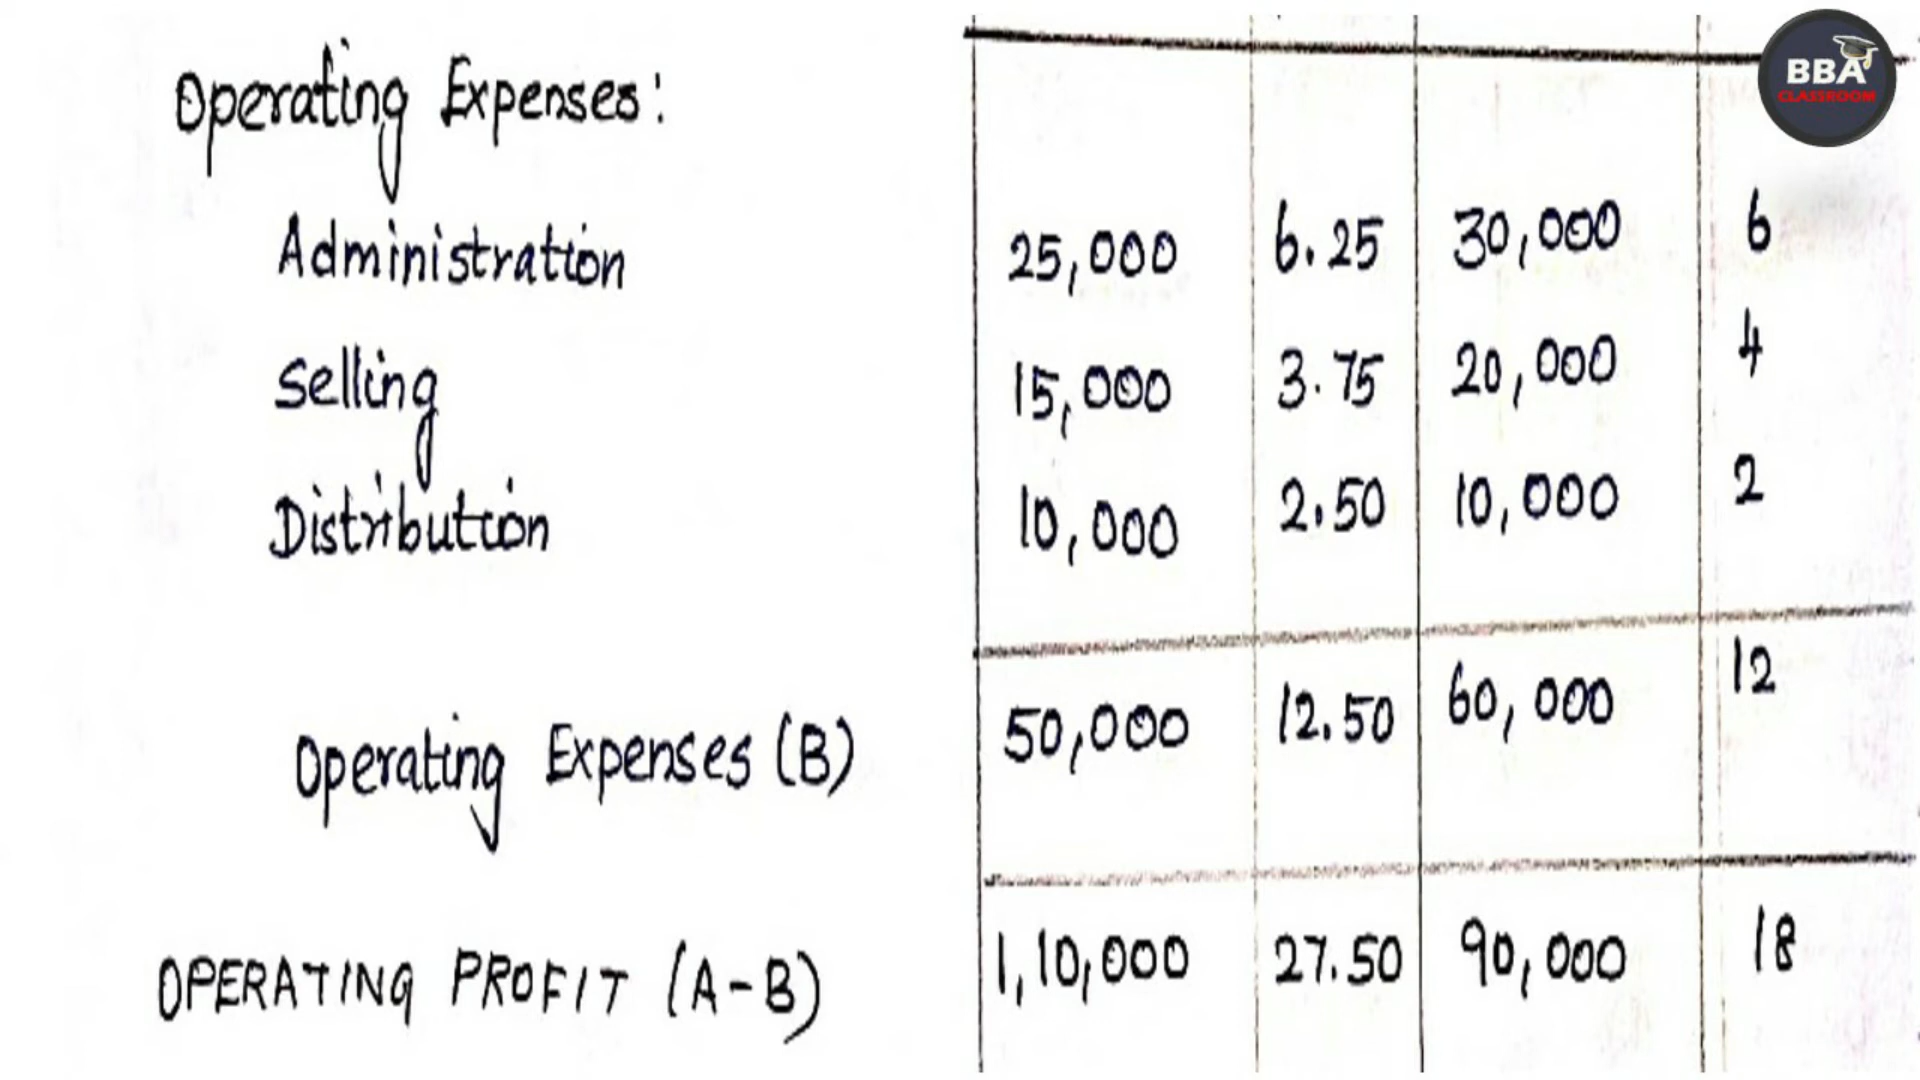 BBA
CLASSROOM
Operating Expenses:
Administration 25,000 6.25 30,000 6
Selling 15,000 3.75 20,000 4
Distribution 10,000 2.50 10,000 2
Operating Expenses (B) 50,000 12.50 60,000 12
OPERATING PROFIT (A-B) 1,10,000 27.50 90,000 18